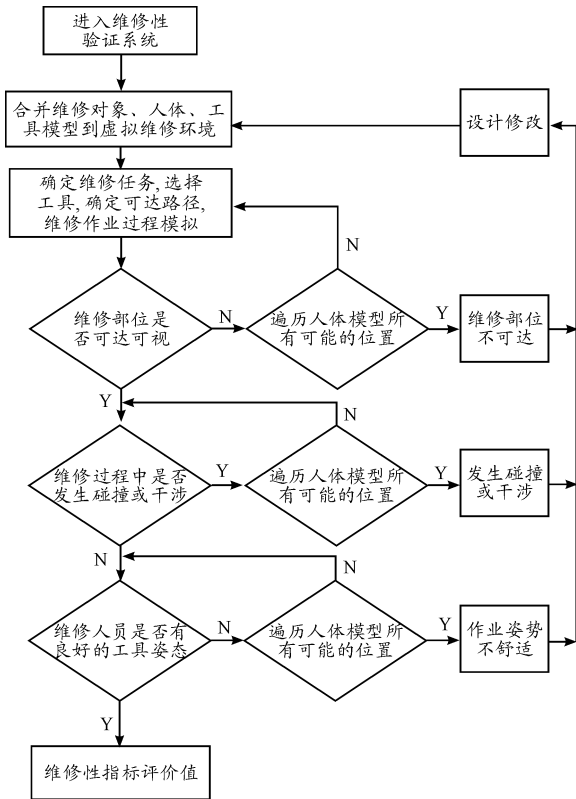 进入维修性
验证系统
合并维修对象、人体、工
具模型到虚拟维修环境
设计修改
确定维修任务,选择
工具,确定可达路径,
维修作业过程模拟
N
维修部位是
否可达可视
N
遍历人体模型所
有可能的位置
Y
维修部位
不可达
Y
N
维修过程中是否
发生碰撞或干涉
Y
遍历人体模型所
有可能的位置
Y
发生碰撞
或干涉
N
N
维修人员是否有
良好的工具姿态
N
遍历人体模型所
有可能的位置
Y
作业姿势
不舒适
Y
维修性指标评价值